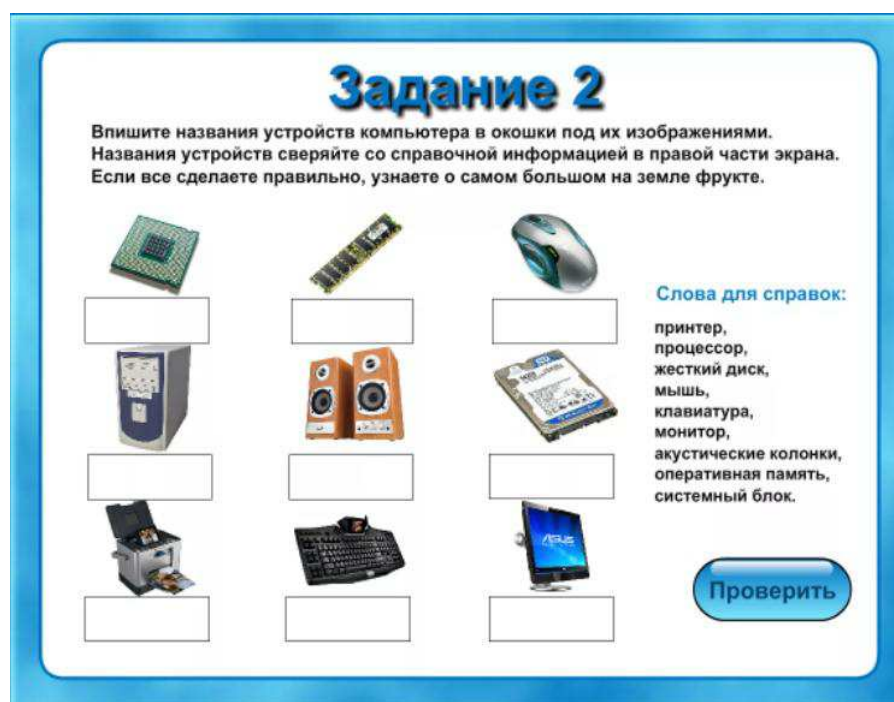 Задание 2
Впишите названия устройств компьютера в окошки под их изображениями.
Названия устройств сверяйте со справочной информацией в правой части экрана.
Если все сделаете правильно, узнаете о самом большом на земле фрукте.
Слова для справок:
принтер,
процессор,
жесткий диск,
мышь,
клавиатура,
монитор,
акустические колонки,
оперативная память,
системный блок.
WD
ASUS
Проверить